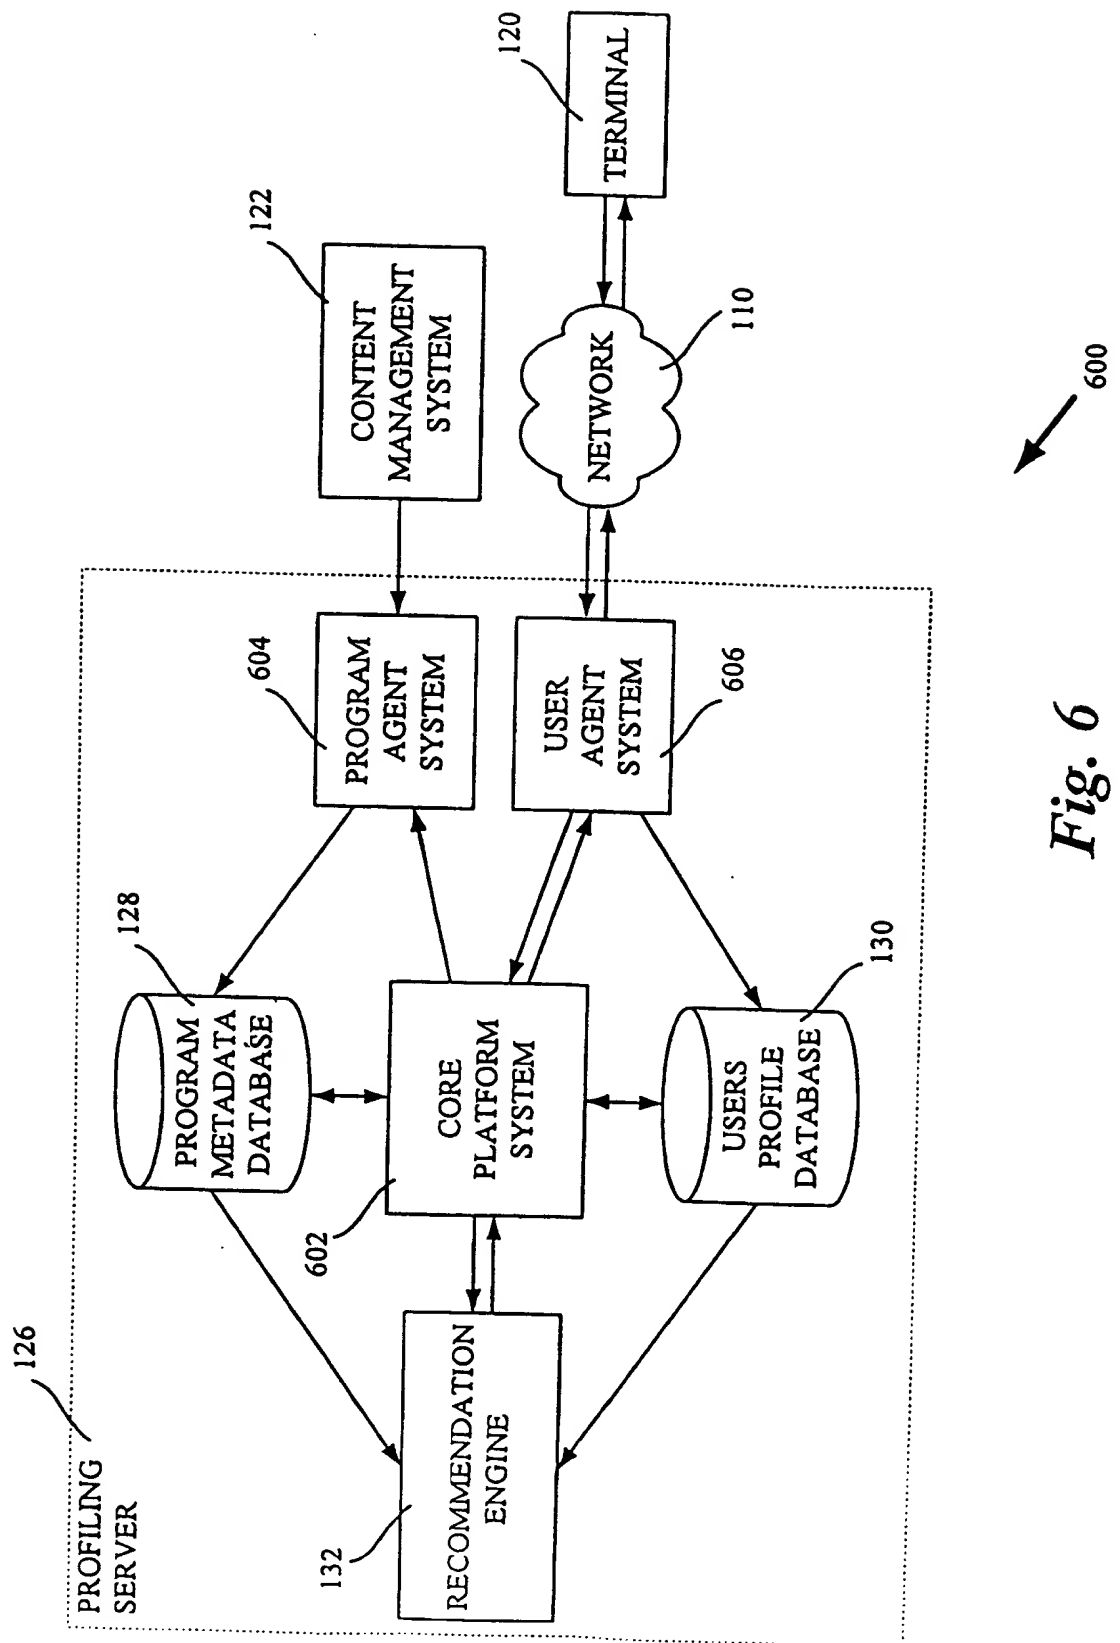 PROFILING
SERVER
126
RECOMMENDATION
ENGINE
132
PROGRAM
METADATA
DATABASE
128
CORE
PLATFORM
SYSTEM
602
USERS
PROFILE
DATABASE
130
PROGRAM
AGENT
SYSTEM
604
USER
AGENT
SYSTEM
606
CONTENT
MANAGEMENT
SYSTEM
122
NETWORK
110
TERMINAL
120
600
Fig. 6